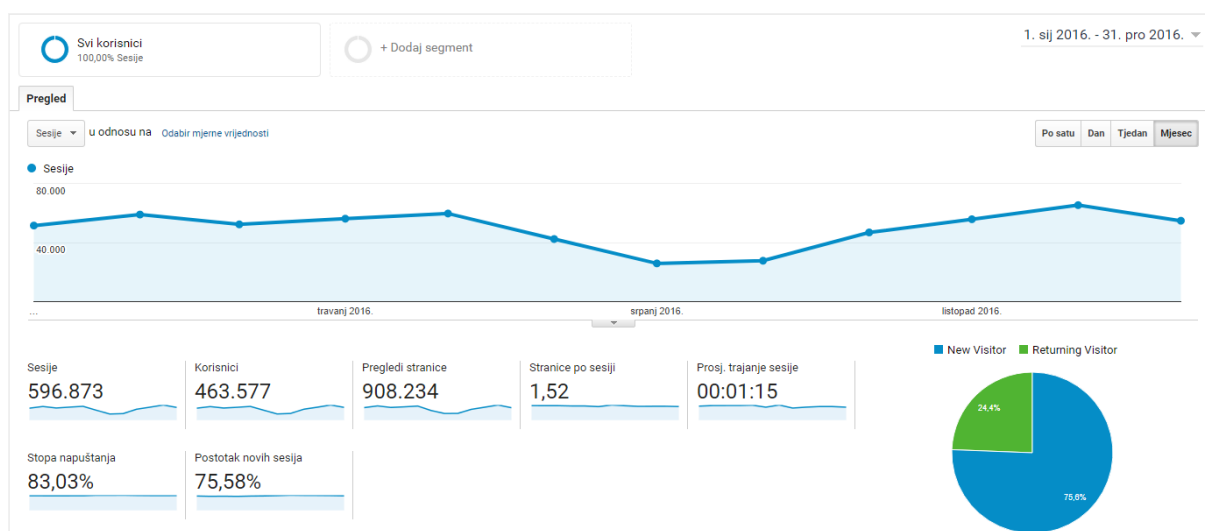 Svi korisnici
100,00% Sesije
+ Dodaj segment
1. sij 2016. - 31. pro 2016.
Pregled
Sesije u odnosu na Odabir mjerne vrijednosti
Po satu Dan Tjedan Mjesec
Sesije
80.000
40.000
...
travanj 2016.
srpanj 2016.
listopad 2016.
New Visitor Returning Visitor
Sesije
596.873
Korisnici
463.577
Pregledi stranice
908.234
Stranice po sesiji
1,52
Prosj. trajanje sesije
00:01:15
24,4%
75,6%
Stopa napuštanja
83,03%
Postotak novih sesija
75,58%